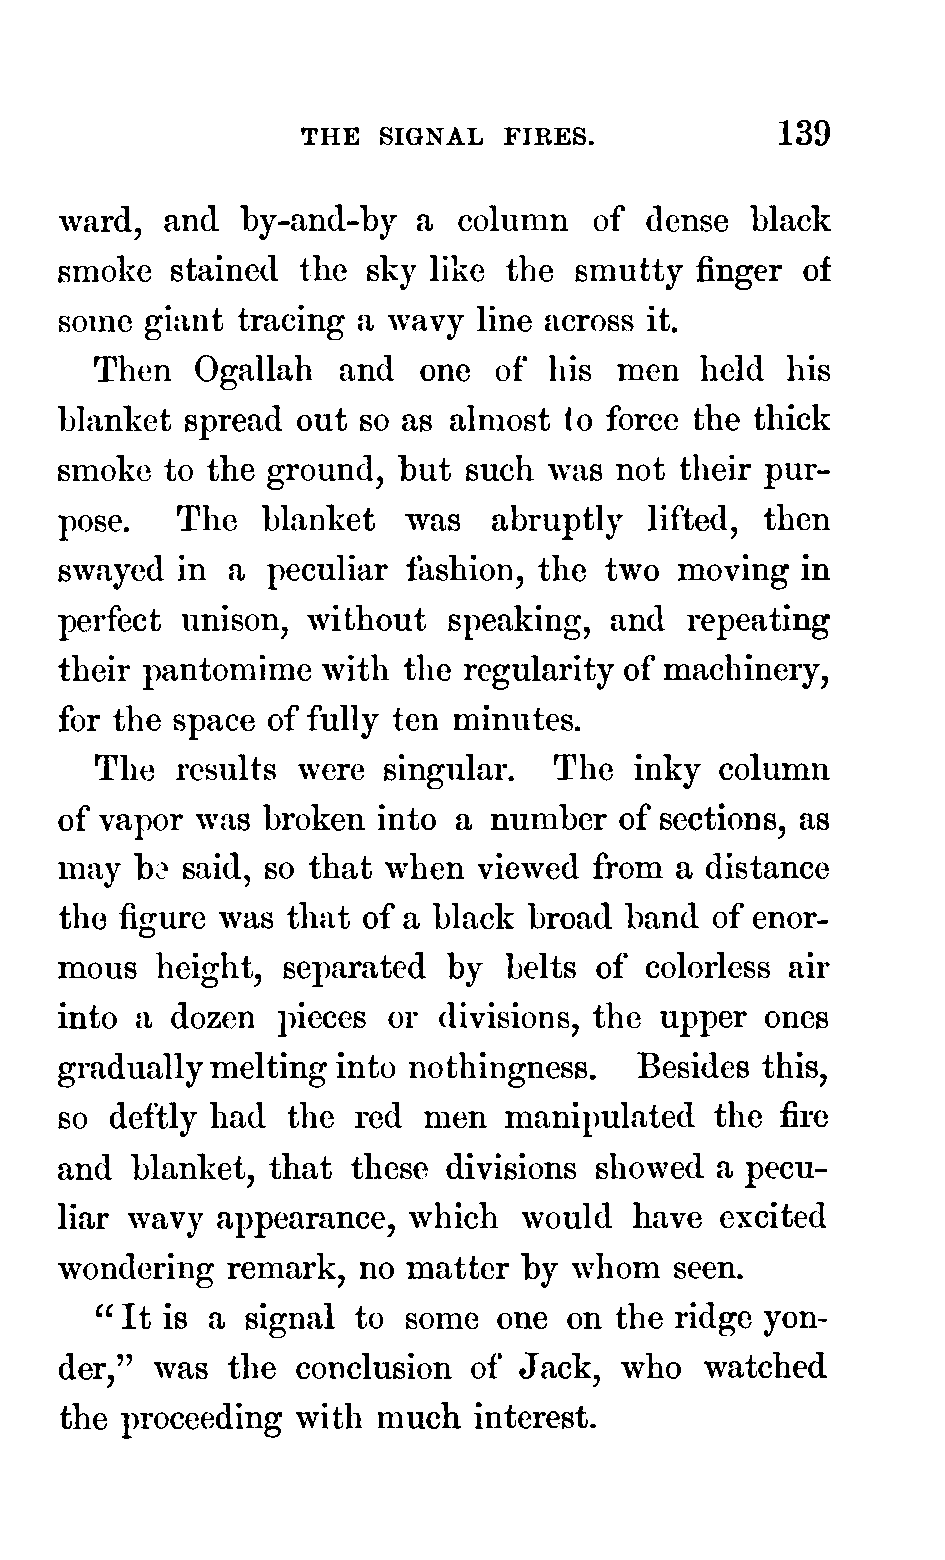 THE SIGNAL FIRES. 139
ward, and by-and-by a column of dense black
smoke stained the sky like the smutty finger of
some giant tracing a wavy line across it.
Then Ogallah and one of his men held his
blanket spread out so as almost to force the thick
smoke to the ground, but such was not their pur-
pose. The blanket was abruptly lifted, then
swayed in a peculiar fashion, the two moving in
perfect unison, without speaking, and repeating
their pantomime with the regularity of machinery,
for the space of fully ten minutes.
The results were singular. The inky column
of vapor was broken into a number of sections, as
may be said, so that when viewed from a distance
the figure was that of a black broad band of enor-
mous height, separated by belts of colorless air
into a dozen pieces or divisions, the upper ones
gradually melting into nothingness. Besides this,
so deftly had the red men manipulated the fire
and blanket, that these divisions showed a pecu-
liar wavy appearance, which would have excited
wondering remark, no matter by whom seen.
“It is a signal to some one on the ridge yon-
der,” was the conclusion of Jack, who watched
the proceeding with much interest.